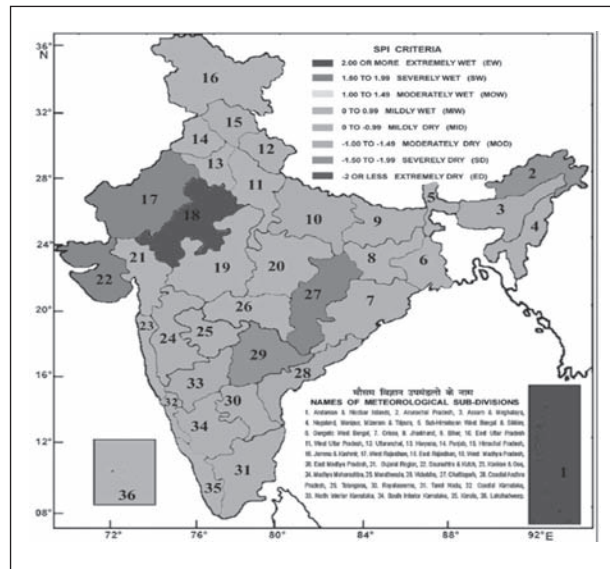 36°
N
32°
28°
24°
20°
16°
12°
08°
SPI CRITERIA
2.00 OR MORE EXTREMELY WET (EW)
1.50 TO 1.99 SEVERELY WET (SW)
1.00 TO 1.49 MODERATELY WET (MOW)
0 TO 0.99 MILDLY WET (MIW)
0 TO -0.99 MILDLY DRY (MID)
-1.00 TO -1.49 MODERATELY DRY (MOD)
-1.50 TO -1.99 SEVERELY DRY (SD)
-2 OR LESS EXTREMELY DRY (ED)
16
15
14
12
13
11
17
18
10
9
5
2
3
4
21
22
19
20
8
6
27
7
26
23
24
25
29
28
33
32
30
34
31
35
36
1
मौसम विज्ञान उपमंडलों के नाम
NAMES OF METEOROLOGICAL SUB-DIVISIONS
1. Andaman & Nicobar Islands, 2. Arunachal Pradesh, 3. Assam & Meghalaya,
4. Nagaland, Manipur, Mizoram & Tripura, 5. Sub-Himalayan West Bengal & Sikkim,
6. Gangetic West Bengal, 7. Orissa, 8. Jharkhand, 9. Bihar, 10. East Uttar Pradesh
11. West Uttar Pradesh, 12. Uttaranchal, 13. Haryana, 14. Punjab, 15. Himachal Pradesh,
16. Jammu & Kashmir, 17. West Rajasthan, 18. East Rajasthan, 19. West Madhya Pradesh,
20. East Madhya Pradesh, 21. Gujarat Region, 22. Saurashtra & Kutch, 23. Konkan & Goa,
24. Madhya Maharashtra, 25. Marathwada, 26. Vidarbha, 27. Chattisgarh, 28. Coastal Andhra
Pradesh, 29. Telangana, 30. Rayalaseema, 31. Tamil Nadu, 32. Coastal Karnataka,
33. North Interior Karnataka, 34. South Interior Karnataka, 35. Kerala, 36. Lakshadweep.
72° 76° 80° 84° 88° 92°E